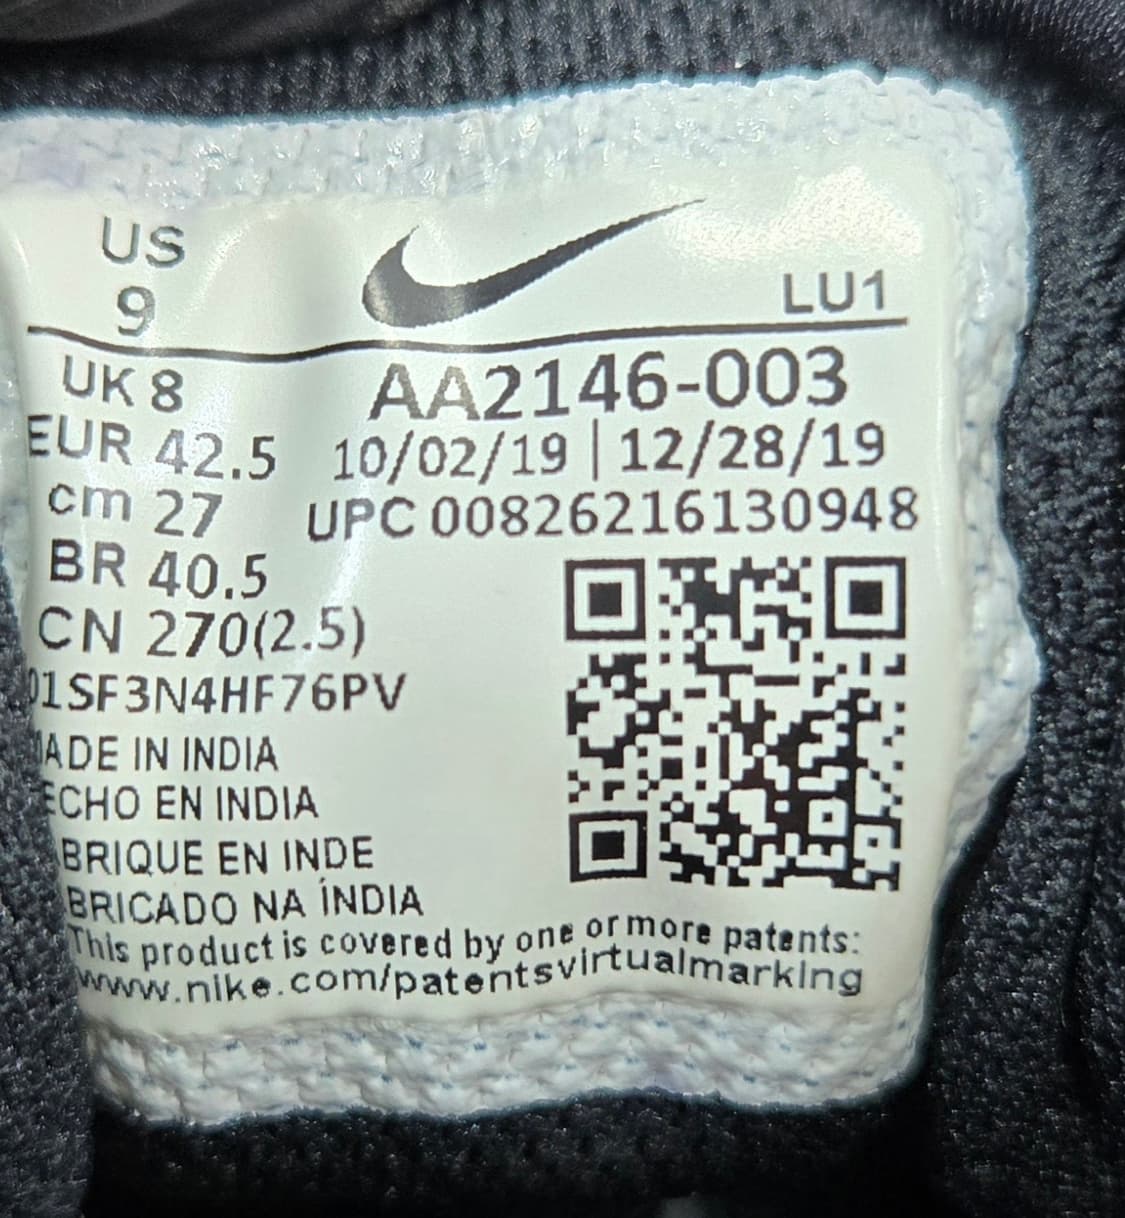 US
9
LU1
UK 8
AA2146-003
EUR 42.5
10/02/19 | 12/28/19
cm 27
UPC 00826216130948
BR 40.5
CN 270(2.5)
01SF3N4HF76PV
MADE IN INDIA
ECHO EN INDIA
ABRIQUE EN INDE
BRICADO NA ÍNDIA
This product is covered by one or more patents:
www.nike.com/patentsvirtualmarking